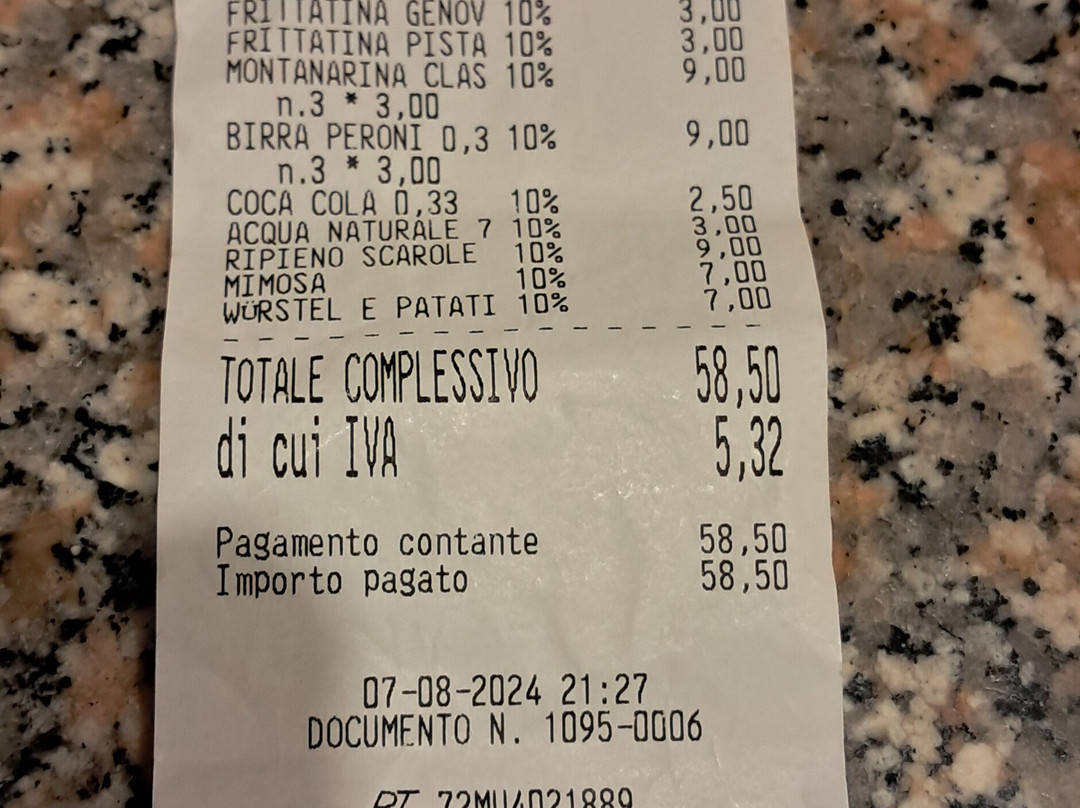 FRITTATINA GENOV 10% 3,00
FRITTATINA PISTA 10% 3,00
MONTANARINA CLAS 10% 9,00
n.3 * 3,00
BIRRA PERONI 0,3 10% 9,00
n.3 * 3,00
COCA COLA 0,33 10% 2,50
ACQUA NATURALE 7 10% 3,00
RIPIENO SCAROLE 10% 9,00
MIMOSA 10% 7,00
WÜRSTEL E PATATI 10% 7,00
TOTALE COMPLESSIVO 58,50
di cui IVA 5,32
Pagamento contante 58,50
Importo pagato 58,50
07-08-2024 21:27
DOCUMENTO N. 1095-0006
RT 72MU4021889